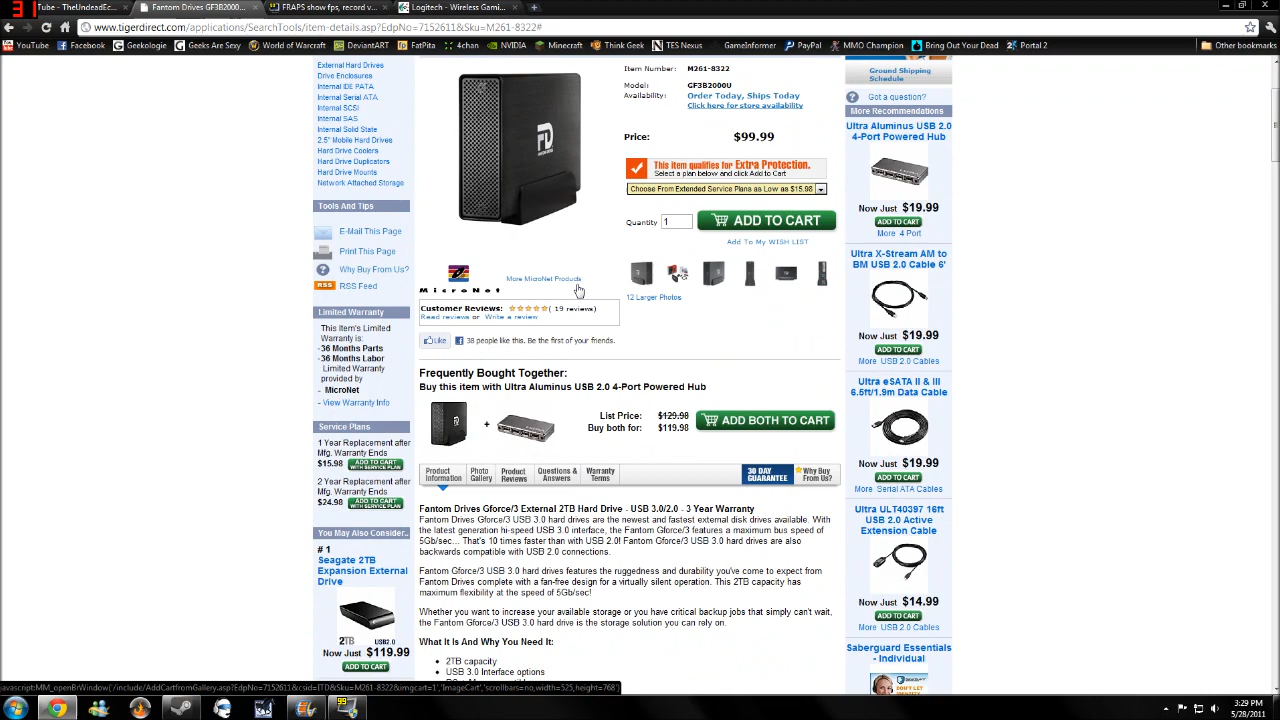 31
Tube - TheUndeadEc
Fantom Drives GF3B2000...
FRAPS show fps, record v
Logitech - Wireless Gami...
www.tigerdirect.com/applications/SearchTools/item-details.asp?EdpNo=7152611&Sku=M261-8322#
YouTube
Facebook
Geekologie
Geeks Are Sexy
World of Warcraft
DeviantART
FatPita
4chan
NVIDIA
Minecraft
Think Geek
TES Nexus
GameInformer
PayPal
MMO Champion
Bring Out Your Dead
Portal 2
Other bookmarks
External Hard Drives
Drive Enclosures
Internal IDE PATA
Internal Serial ATA
Internal SCSI
Internal SAS
Internal Solid State
2.5" Mobile Hard Drives
Hard Drive Coolers
Hard Drive Duplicators
Hard Drive Mounts
Network Attached Storage
Tools And Tips
E-Mail This Page
Print This Page
Why Buy From Us?
RSS Feed
Limited Warranty
This Item's Limited
Warranty is:
-36 Months Parts
-36 Months Labor
Limited Warranty
provided by
- MicroNet
- View Warranty Info
Service Plans
1 Year Replacement after
Mfg. Warranty Ends
$15.98 ADD TO CART
WITH SERVICE PLAN
2 Year Replacement after
Mfg. Warranty Ends
$24.98 ADD TO CART
WITH SERVICE PLAN
You May Also Consider..
# 1
Seagate 2TB
Expansion External
Drive
2TB USB2.0
Now Just $119.99
ADD TO CART
FD
MicroNet
More MicroNet Products
Customer Reviews: ( 19 reviews)
Read reviews or Write a review
Like 38 people like this. Be the first of your friends.
Item Number: M261-8322
Model: GF3B2000U
Availability: Order Today, Ships Today
Click here for store availability
Price: $99.99
This item qualifies for Extra Protection.
Select a plan below and click Add to Cart
Choose From Extended Service Plans as Low as $15.98
Quantity 1 ADD TO CART
Add To My WISH LIST
12 Larger Photos
Frequently Bought Together:
Buy this item with Ultra Aluminus USB 2.0 4-Port Powered Hub
+
List Price: $129.98
Buy both for: $119.98
ADD BOTH TO CART
Product Information
Photo Gallery
Product Reviews
Questions & Answers
Warranty Terms
30 DAY GUARANTEE
Why Buy From Us?
Fantom Drives Gforce/3 External 2TB Hard Drive - USB 3.0/2.0 - 3 Year Warranty
Fantom Drives Gforce/3 USB 3.0 hard drives are the newest and fastest external disk drives available. With
the latest generation hi-speed USB 3.0 interface, the Fantom Gforce/3 features a maximum bus speed of
5Gb/sec... That's 10 times faster than with USB 2.0! Fantom Gforce/3 USB 3.0 hard drives are also
backwards compatible with USB 2.0 connections.
Fantom Gforce/3 USB 3.0 hard drives features the ruggedness and durability you've come to expect from
Fantom Drives complete with a fan-free design for a virtually silent operation. This 2TB capacity has
maximum flexibility at the speed of 5Gb/sec!
Whether you want to increase your available storage or you have critical backup jobs that simply can't wait,
the Fantom Gforce/3 USB 3.0 hard drive is the storage solution you can rely on.
What It Is And Why You Need It:
2TB capacity
USB 3.0 Interface options
Ground Shipping
Schedule
Got a question?
More Recommendations
Ultra Aluminus USB 2.0
4-Port Powered Hub
Now Just $19.99
ADD TO CART
More 4 Port
Ultra X-Stream AM to
BM USB 2.0 Cable 6'
Now Just $19.99
ADD TO CART
More USB 2.0 Cables
Ultra eSATA II & III
6.5ft/1.9m Data Cable
Now Just $19.99
ADD TO CART
More Serial ATA Cables
Ultra ULT40397 16ft
USB 2.0 Active
Extension Cable
Now Just $14.99
ADD TO CART
More USB 2.0 Cables
Saberguard Essentials
- Individual
javascript:MM_openBrWindow('/include/AddCartfromGallery.asp?EdpNo=7152611&csid=ITD&Sku=M261-8322&imgcart=1','ImageCart','scrollbars=no,width=525,height=768')
99
3:29 PM
5/28/2011